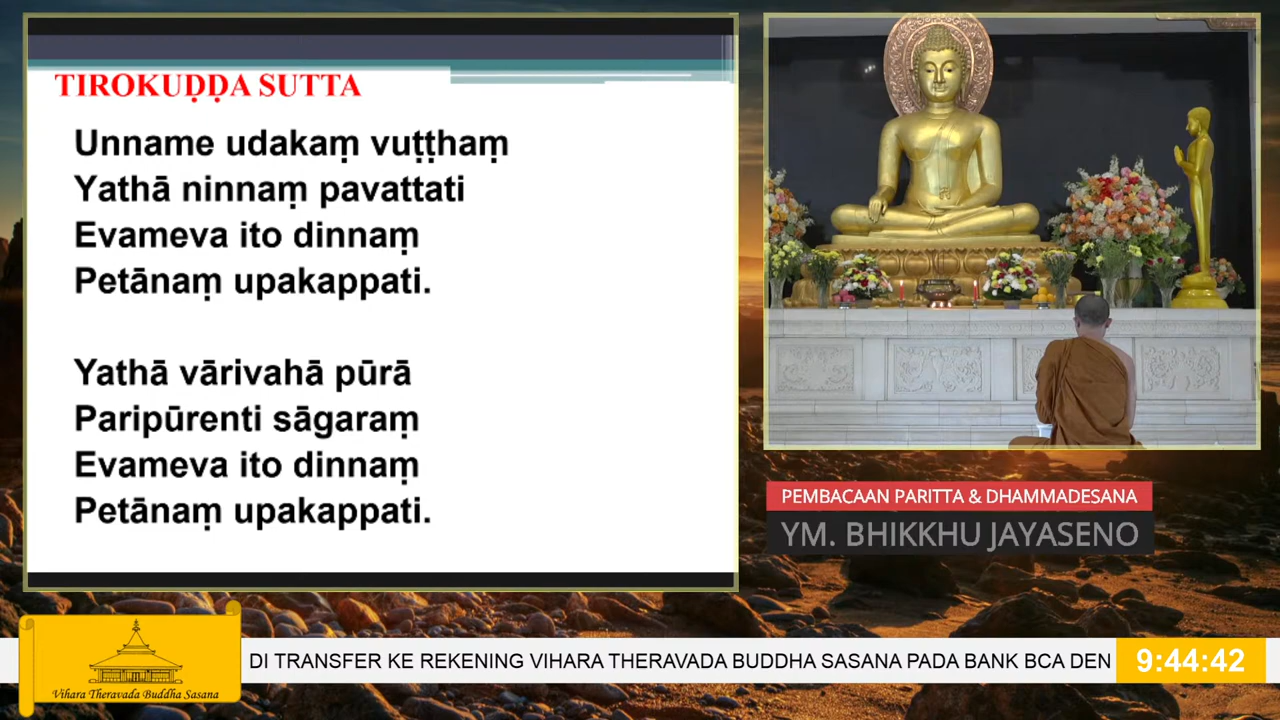 TIROKUḌḌA SUTTA
Unname udakaṃ vuṭṭhaṃ
Yathā ninnaṃ pavattati
Evameva ito dinnaṃ
Petānaṃ upakappati.
Yathā vārivahā pūrā
Paripūrenti sāgaraṃ
Evameva ito dinnaṃ
Petānaṃ upakappati.
PEMBACAAN PARITTA & DHAMMADESANA
YM. BHIKKHU JAYASENO
Vihara Theravada Buddha Sasana
DI TRANSFER KE REKENING VIHARA THERAVADA BUDDHA SASANA PADA BANK BCA DEN
9:44:42